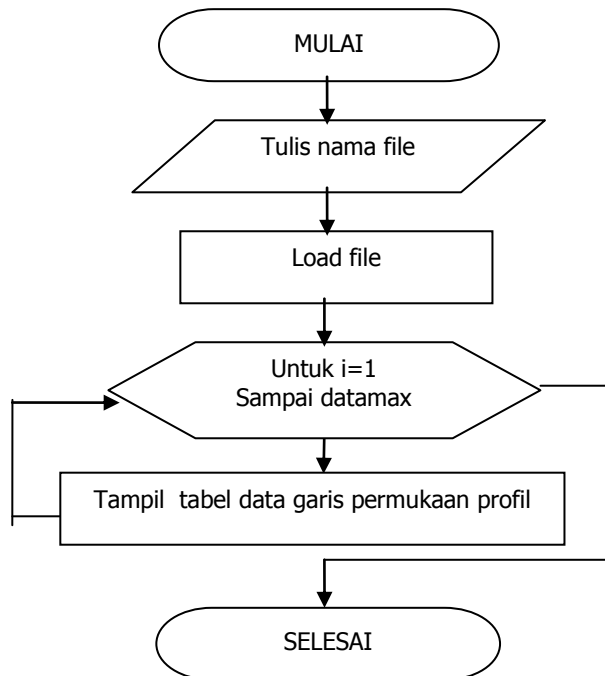 MULAI
Tulis nama file
Load file
Untuk i=1
Sampai datamax
Tampil tabel data garis permukaan profil
SELESAI